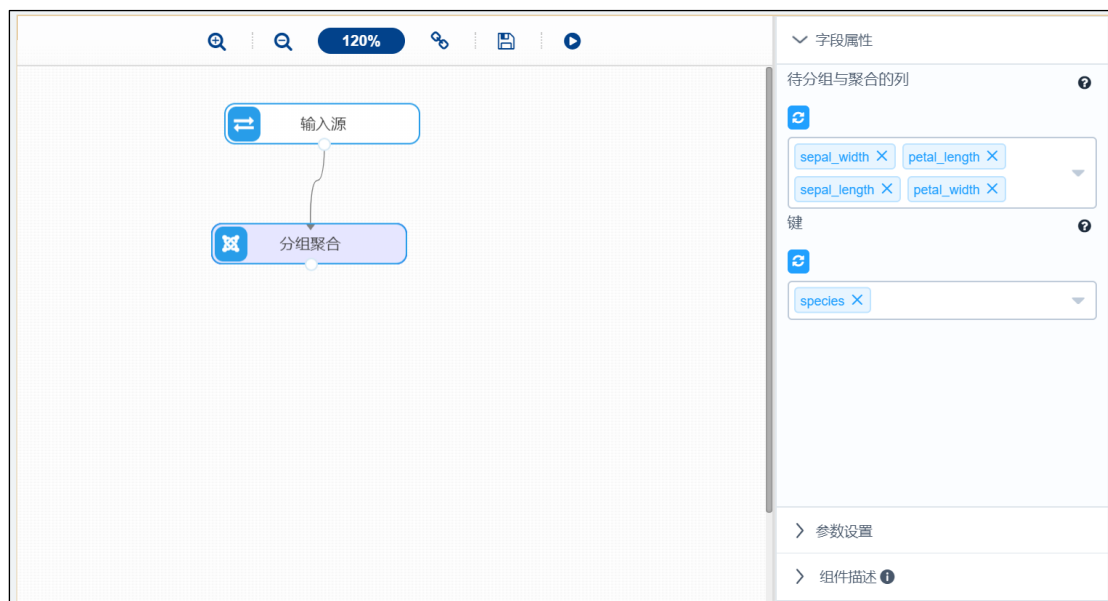 120%
输入源
分组聚合
字段属性
待分组与聚合的列
sepal_width petal_length
sepal_length petal_width
键
species
参数设置
组件描述